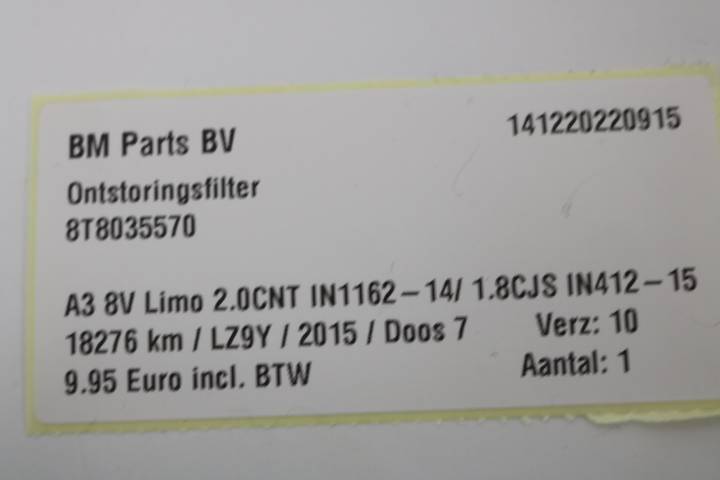 BM Parts BV 141220220915
Ontstoringsfilter
8T8035570
A3 8V Limo 2.0CNT IN1162-14/ 1.8CJS IN412-15
18276 km / LZ9Y / 2015 / Doos 7 Verz: 10
9.95 Euro incl. BTW Aantal: 1